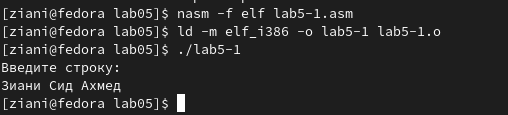 [ziani@fedora lab05]$ nasm -f elf lab5-1.asm
[ziani@fedora lab05]$ ld -m elf_i386 -o lab5-1 lab5-1.o
[ziani@fedora lab05]$ ./lab5-1
Введите строку:
Зиани Сид Ахмед
[ziani@fedora lab05]$